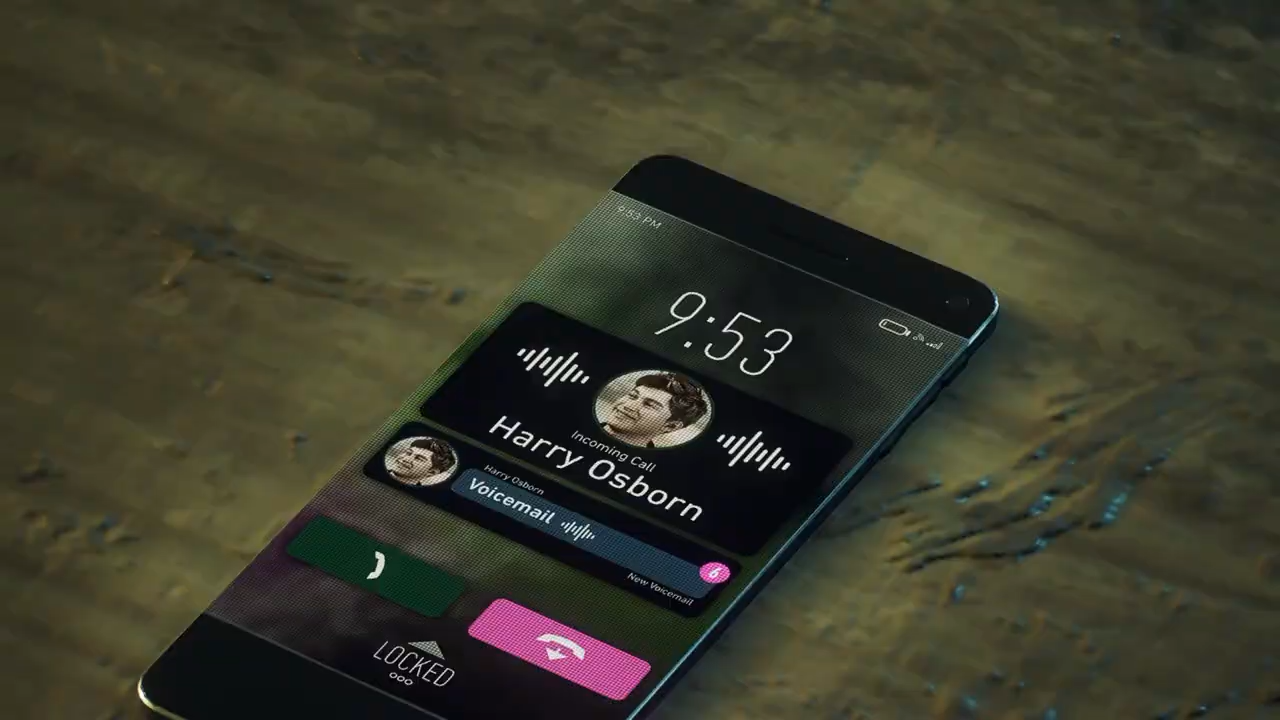 9:53 PM
9:53
Incoming Call
Harry Osborn
Harry Osborn
Voicemail
6
New Voicemail
LOCKED